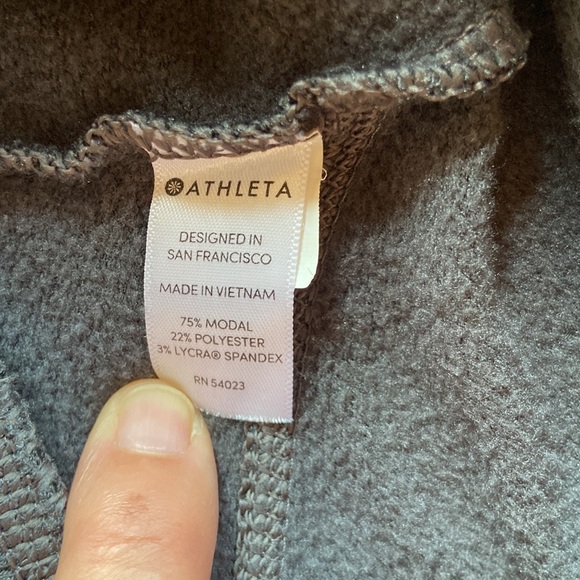 ATHLETA
DESIGNED IN
SAN FRANCISCO
MADE IN VIETNAM
75% MODAL
22% POLYESTER
3% LYCRA® SPANDEX
RN 54023